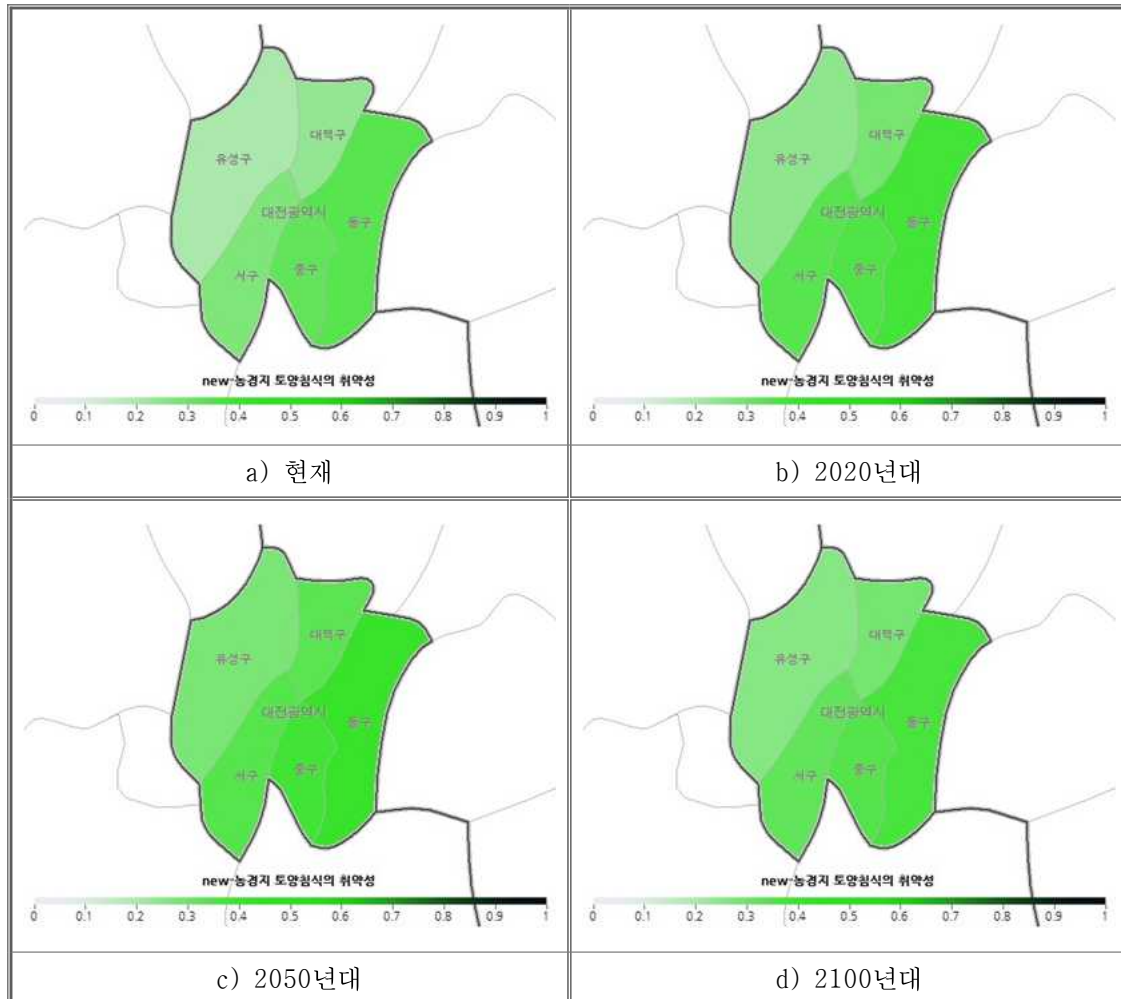 대덕구
유성구
대전광역시
동구
서구
중구
new-농경지 토양침식의 취약성
0 0.1 0.2 0.3 0.4 0.5 0.6 0.7 0.8 0.9 1
a) 현재
대덕구
유성구
대전광역시
동구
서구
중구
new-농경지 토양침식의 취약성
0 0.1 0.2 0.3 0.4 0.5 0.6 0.7 0.8 0.9 1
b) 2020년대
대덕구
유성구
대전광역시
동구
서구
중구
new-농경지 토양침식의 취약성
0 0.1 0.2 0.3 0.4 0.5 0.6 0.7 0.8 0.9 1
c) 2050년대
대덕구
유성구
대전광역시
동구
서구
중구
new-농경지 토양침식의 취약성
0 0.1 0.2 0.3 0.4 0.5 0.6 0.7 0.8 0.9 1
d) 2100년대